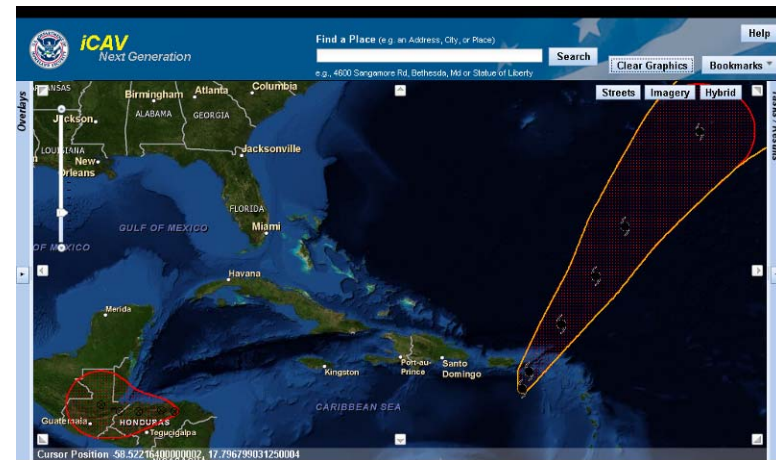 iCAV
Next Generation
Find a Place (e.g. an Address, City, or Place)
Search
e.g., 4600 Sangamore Rd, Bethesda, Md or Statue of Liberty
Help
Clear Graphics
Bookmarks
Overlays
Streets
Imagery
Hybrid
Birmingham
Atlanta
Columbia
Jackson
ALABAMA
GEORGIA
New
Orleans
Jacksonville
FLORIDA
GULF OF MEXICO
Miami
OF MEXICO
Havana
Merida
Kingston
Port-au-
Prince
Santo
Domingo
CARIBBEAN SEA
Guatemala
HONDURAS
Tegucigalpa
Cursor Position -58.52216400000002, 17.796799031250004